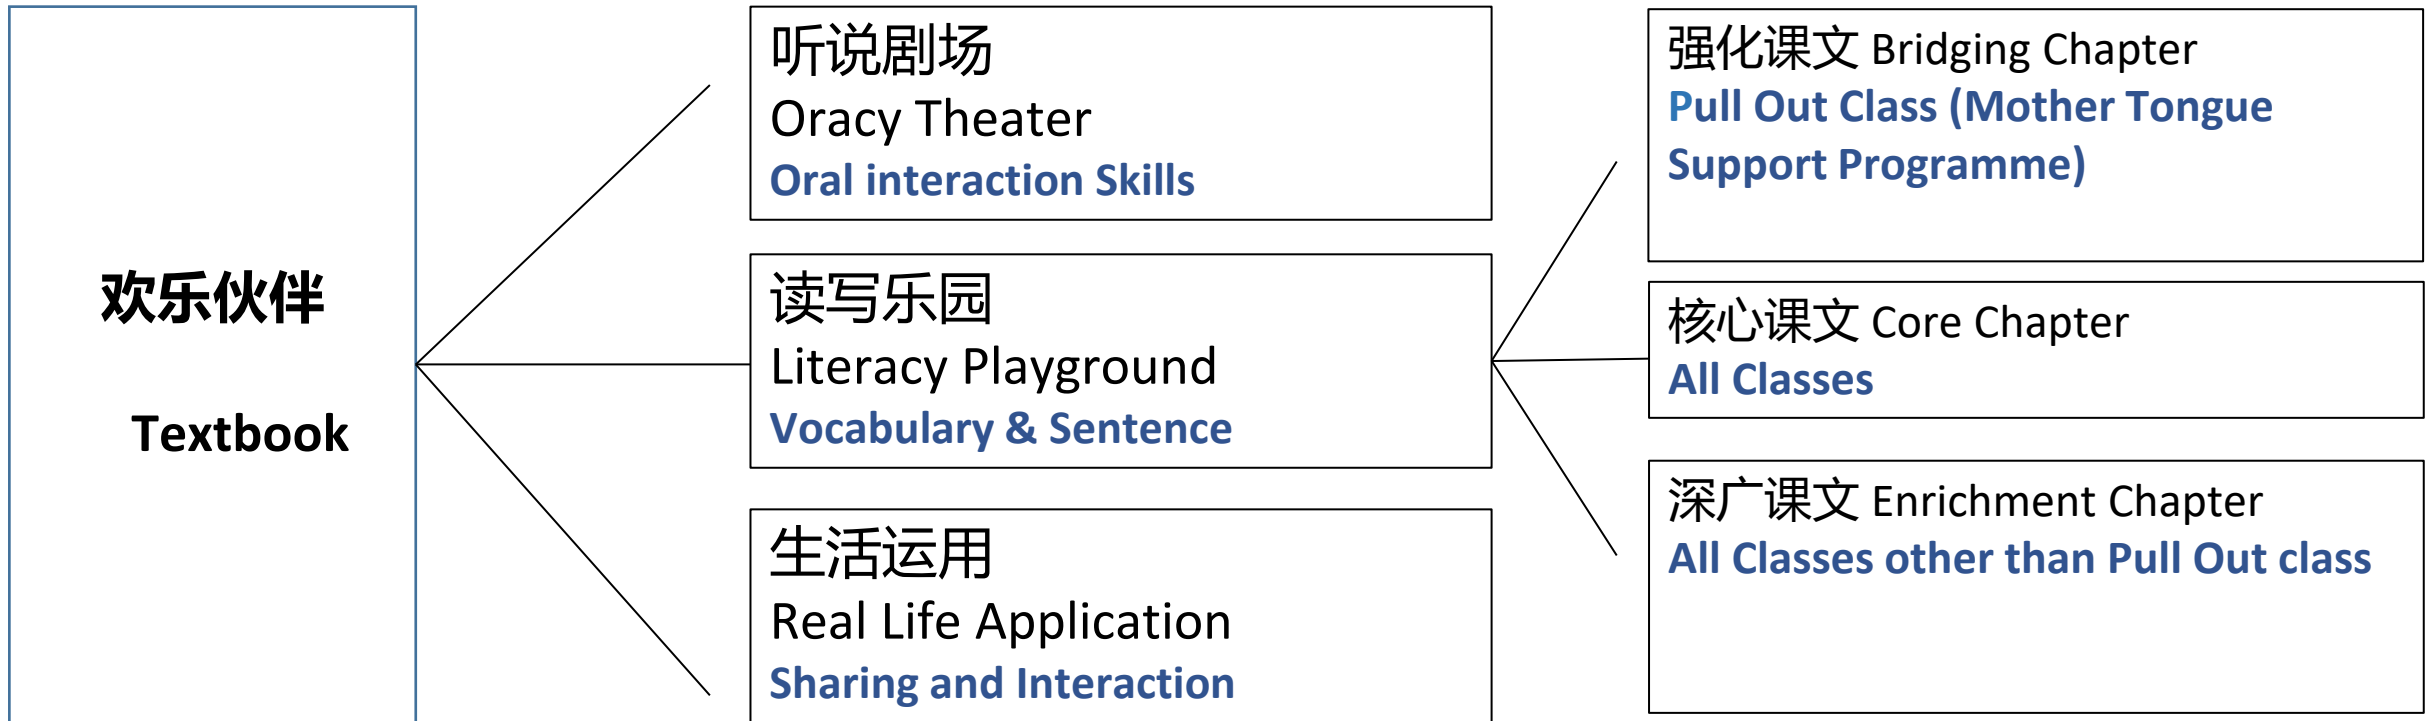 欢乐伙伴
Textbook
听说剧场
Oracy Theater
Oral interaction Skills
读写乐园
Literacy Playground
Vocabulary & Sentence
生活运用
Real Life Application
Sharing and Interaction
强化课文 Bridging Chapter
Pull Out Class (Mother Tongue
Support Programme)
核心课文 Core Chapter
All Classes
深广课文 Enrichment Chapter
All Classes other than Pull Out class